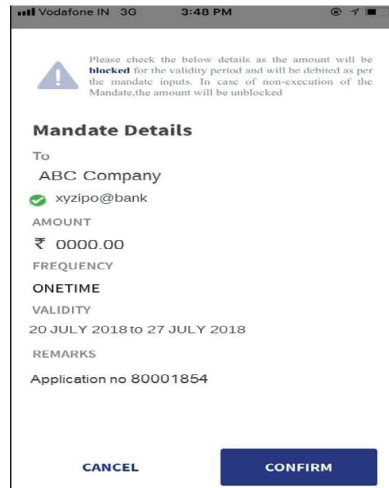 Vodafone IN 3G 3:48 PM
Please check the below details as the amount will be
blocked for the validity period and will be debited as per
the mandate inputs. In case of non-execution of the
Mandate,the amount will be unblocked
Mandate Details
To
ABC Company
xyzipo@bank
AMOUNT
₹ 0000.00
FREQUENCY
ONETIME
VALIDITY
20 JULY 2018 to 27 JULY 2018
REMARKS
Application no 80001854
CANCEL CONFIRM